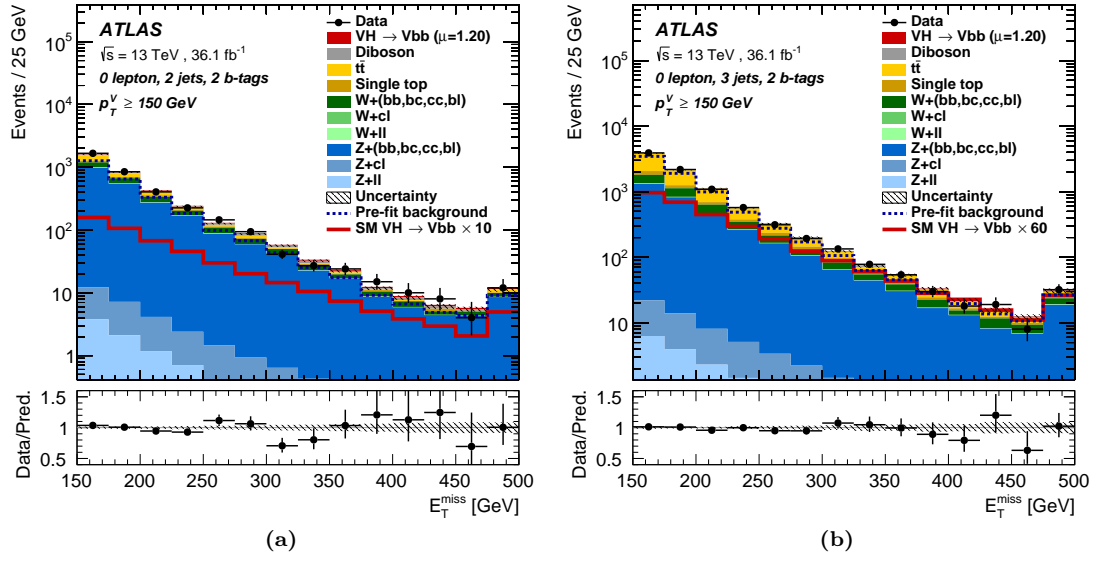 Events / 25 GeV
10⁵
10⁴
10³
10²
10
1
ATLAS
√s = 13 TeV , 36.1 fb⁻¹
0 lepton, 2 jets, 2 b-tags
p_T^V ≥ 150 GeV
Data
VH → Vbb (μ=1.20)
Diboson
tt̄
Single top
W+(bb,bc,cc,bl)
W+cl
W+ll
Z+(bb,bc,cc,bl)
Z+cl
Z+ll
Uncertainty
Pre-fit background
SM VH → Vbb × 10
Data/Pred.
1.5
1
0.5
150 200 250 300 350 400 450 500
E_T^miss [GeV]
(a)
Events / 25 GeV
10⁵
10⁴
10³
10²
10
ATLAS
√s = 13 TeV , 36.1 fb⁻¹
0 lepton, 3 jets, 2 b-tags
p_T^V ≥ 150 GeV
Data
VH → Vbb (μ=1.20)
Diboson
tt̄
Single top
W+(bb,bc,cc,bl)
W+cl
W+ll
Z+(bb,bc,cc,bl)
Z+cl
Z+ll
Uncertainty
Pre-fit background
SM VH → Vbb × 60
Data/Pred.
1.5
1
0.5
150 200 250 300 350 400 450 500
E_T^miss [GeV]
(b)